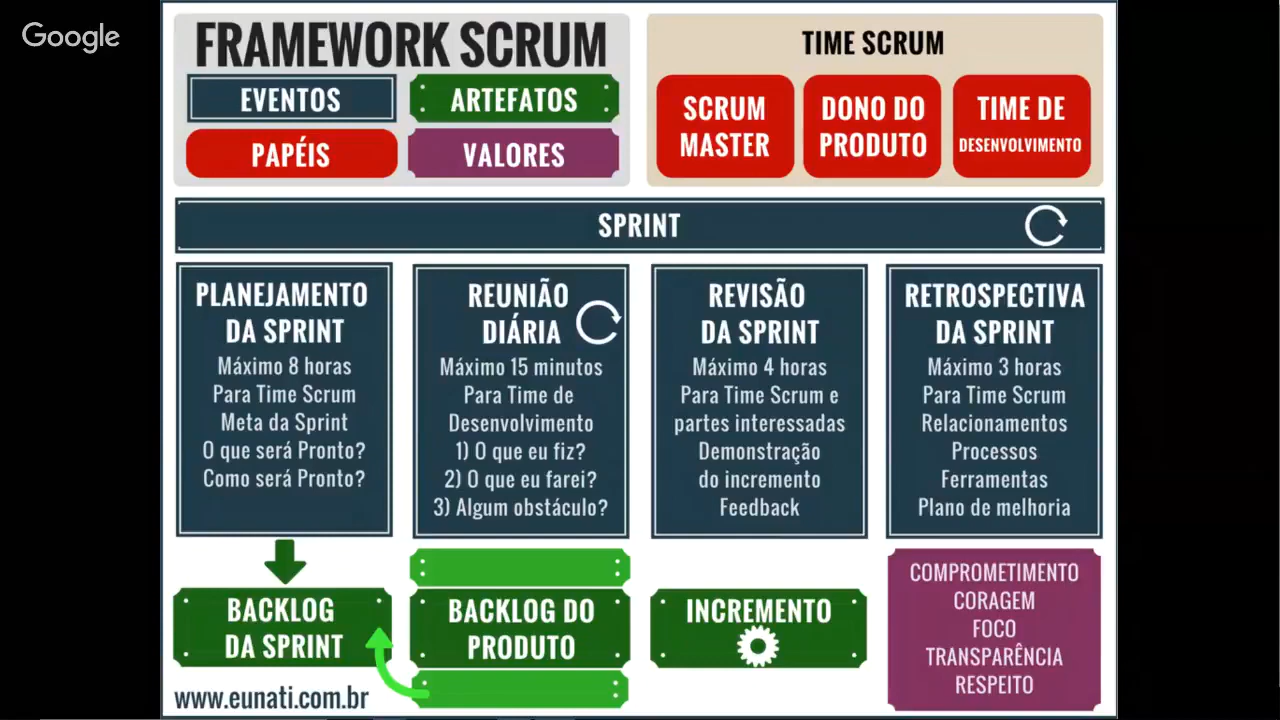 Google
FRAMEWORK SCRUM
EVENTOS
ARTEFATOS
PAPÉIS
VALORES
TIME SCRUM
SCRUM
MASTER
DONO DO
PRODUTO
TIME DE
DESENVOLVIMENTO
SPRINT
PLANEJAMENTO
DA SPRINT
Máximo 8 horas
Para Time Scrum
Meta da Sprint
O que será Pronto?
Como será Pronto?
REUNIÃO
DIÁRIA
Máximo 15 minutos
Para Time de
Desenvolvimento
1) O que eu fiz?
2) O que eu farei?
3) Algum obstáculo?
REVISÃO
DA SPRINT
Máximo 4 horas
Para Time Scrum e
partes interessadas
Demonstração
do incremento
Feedback
RETROSPECTIVA
DA SPRINT
Máximo 3 horas
Para Time Scrum
Relacionamentos
Processos
Ferramentas
Plano de melhoria
BACKLOG
DA SPRINT
BACKLOG DO
PRODUTO
INCREMENTO
COMPROMETIMENTO
CORAGEM
FOCO
TRANSPARÊNCIA
RESPEITO
www.eunati.com.br